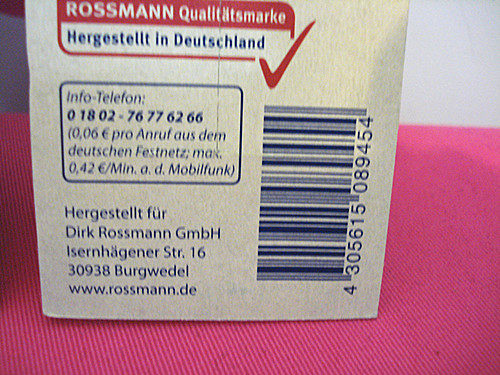 ROSSMANN Qualitätsmarke
Hergestellt in Deutschland
Info-Telefon:
0 18 02 - 76 77 62 66
(0,06 € pro Anruf aus dem
deutschen Festnetz; max.
0,42 €/Min. a. d. Mobilfunk)
Hergestellt für
Dirk Rossmann GmbH
Isernhägener Str. 16
30938 Burgwedel
www.rossmann.de
4 305615 089454